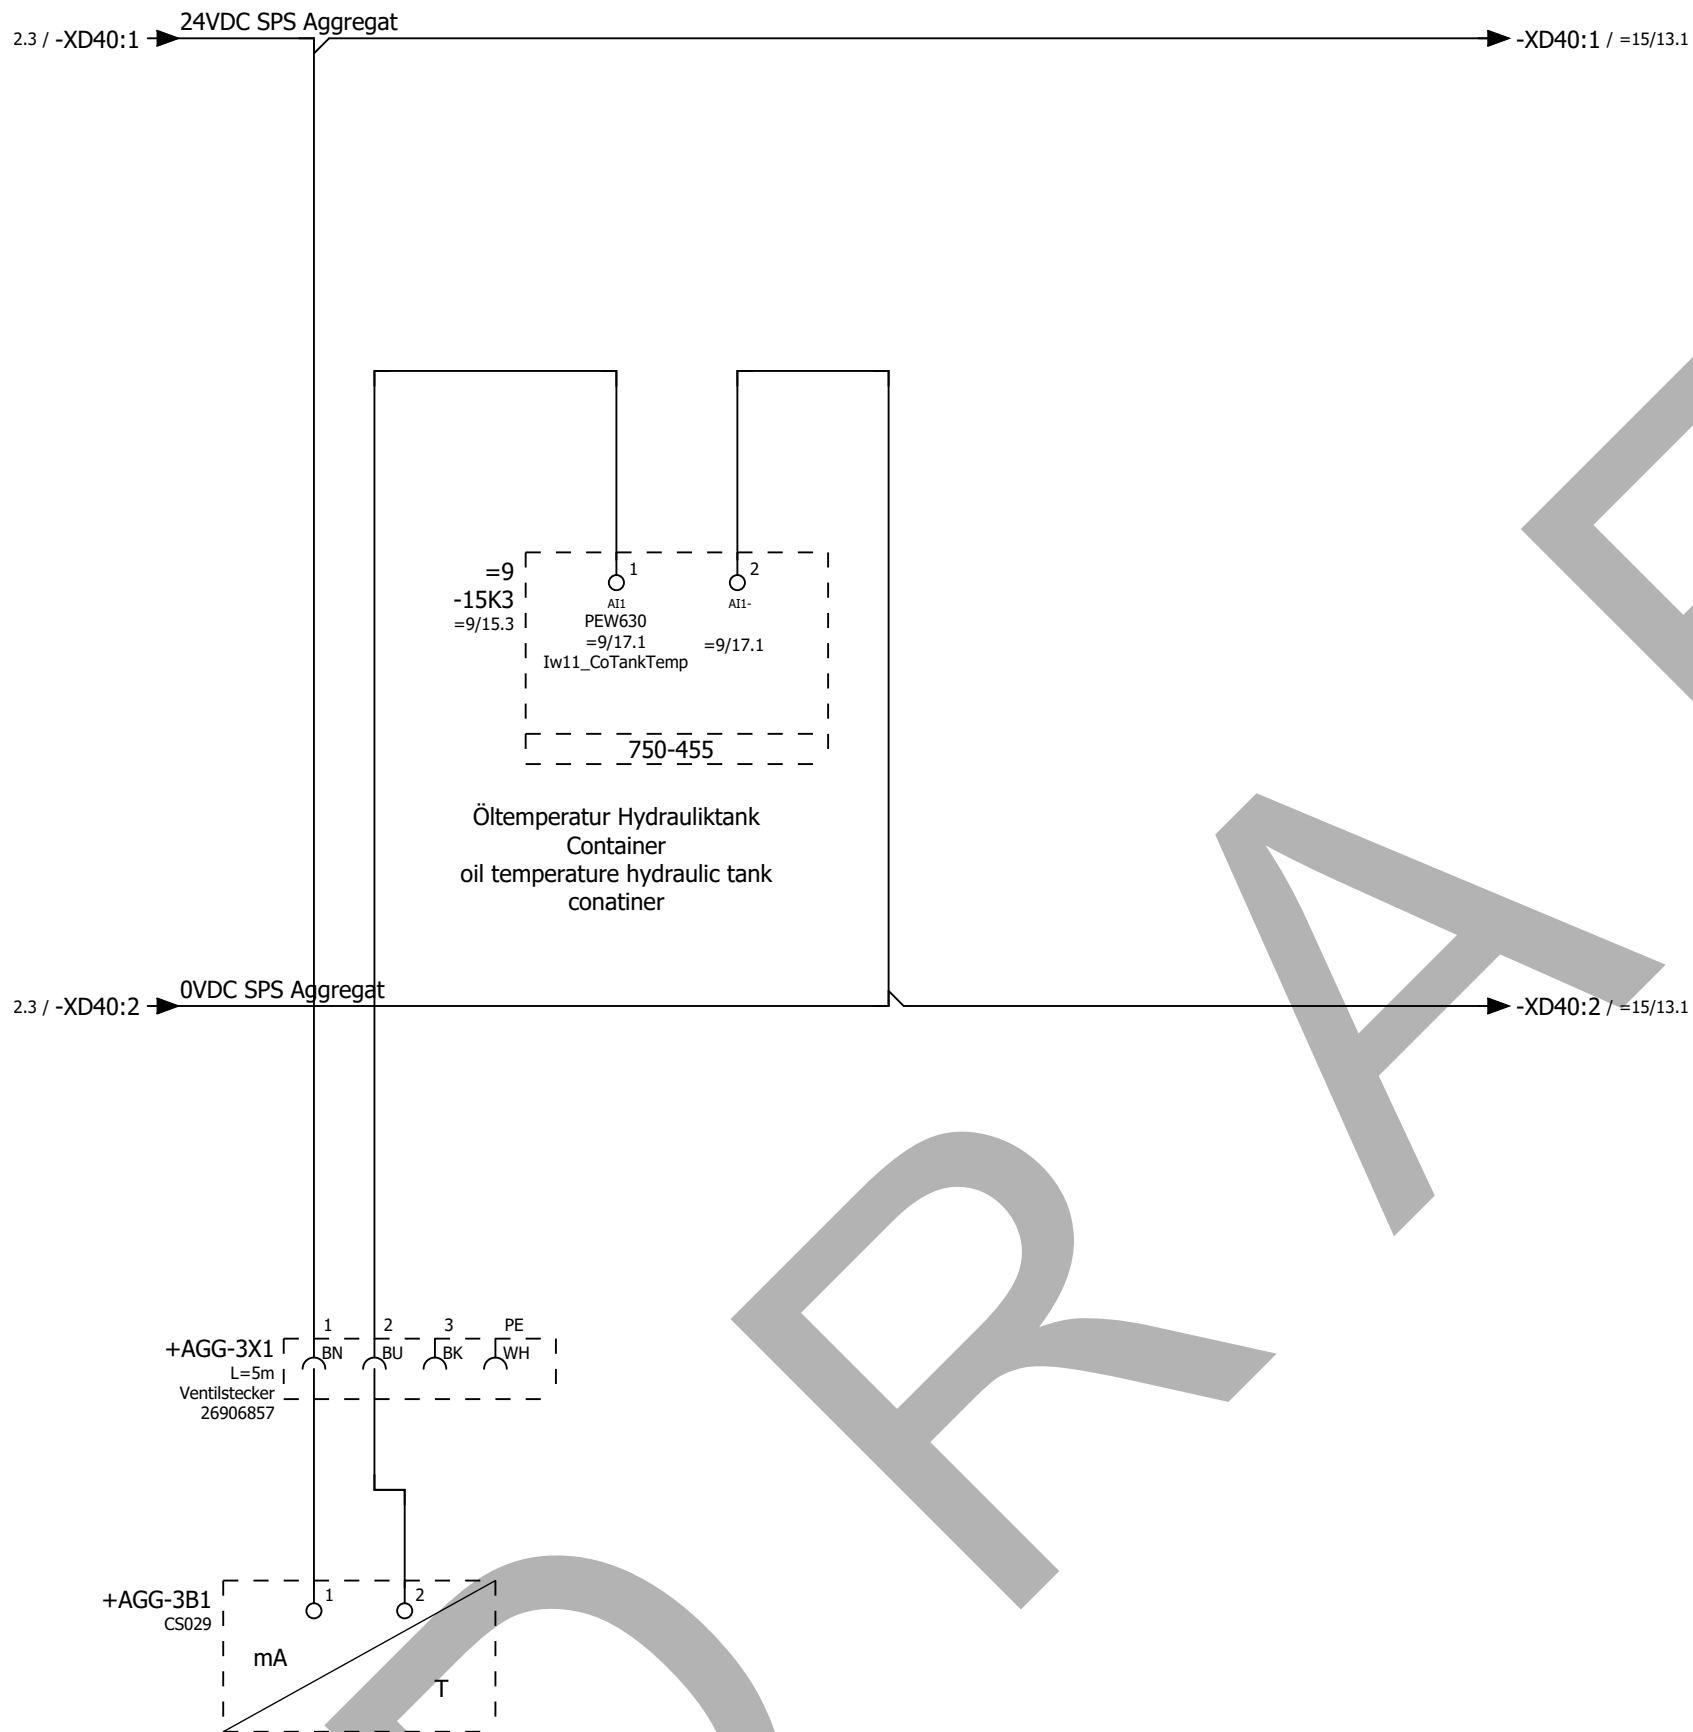 24VDC SPS Aggregat
2.3 / -XD40:1
-XD40:1 / =15/13.1
=9
-15K3
=9/15.3
1
2
AI1
AI1-
PEW630
=9/17.1
=9/17.1
Iw11_CoTankTemp
750-455
Öltemperatur Hydrauliktank
Container
oil temperature hydraulic tank
conatiner
0VDC SPS Aggregat
2.3 / -XD40:2
-XD40:2 / =15/13.1
1 2 3 PE
+AGG-3X1
BN BU BK WH
L=5m
Ventilstecker
26906857
+AGG-3B1
CS029
1 2
mA
T
DRA